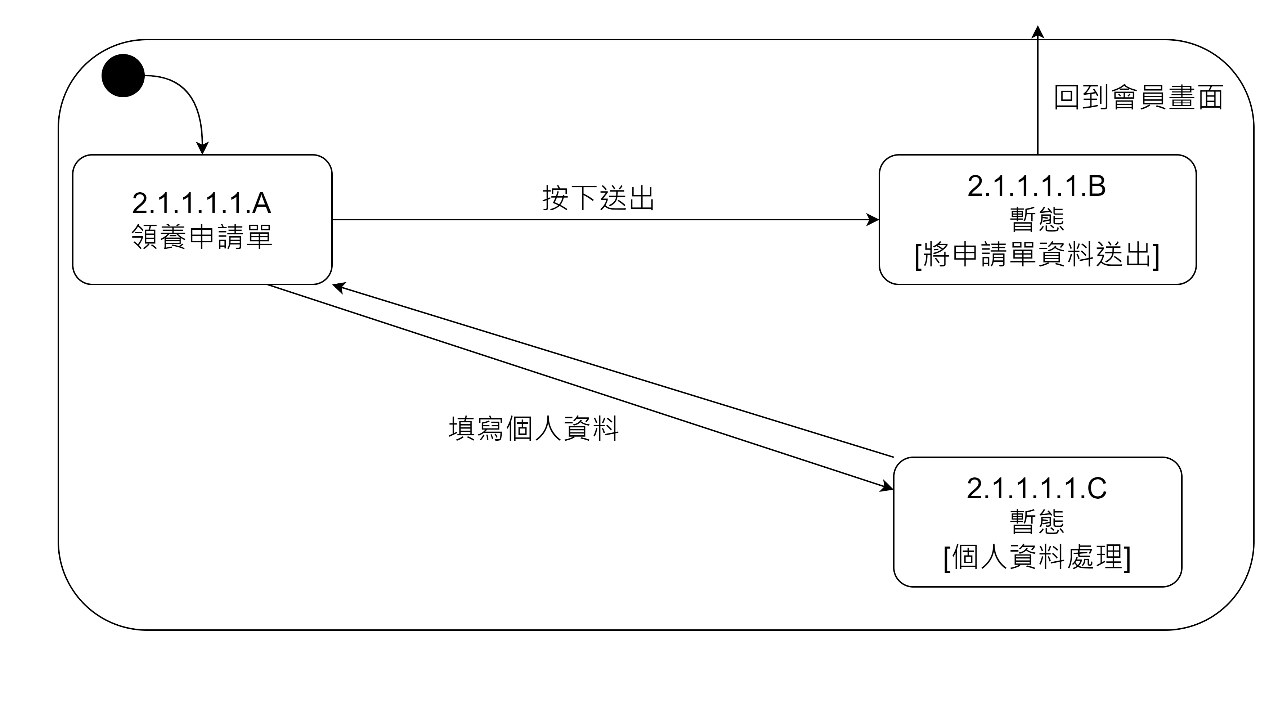 回到會員畫面
2.1.1.1.1.A
領養申請單
按下送出
2.1.1.1.1.B
暫態
[將申請單資料送出]
填寫個人資料
2.1.1.1.1.C
暫態
[個人資料處理]